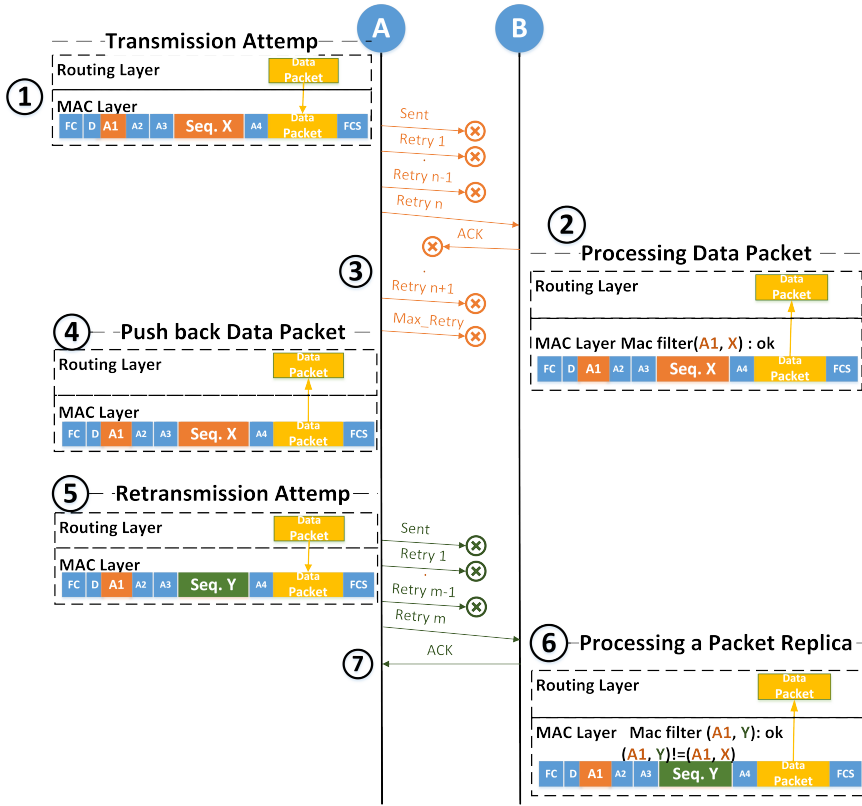 A
B
Transmission Attemp
Routing Layer
Data
Packet
1
MAC Layer
FC D A1 A2 A3 Seq. X A4 Data Packet FCS
Sent
Retry 1
.
Retry n-1
Retry n
ACK
2
Processing Data Packet
Routing Layer
Data
Packet
MAC Layer Mac filter(A1, X) : ok
FC D A1 A2 A3 Seq. X A4 Data Packet FCS
3
.
Retry n+1
Max_Retry
4
Push back Data Packet
Routing Layer
Data
Packet
MAC Layer
FC D A1 A2 A3 Seq. X A4 Data Packet FCS
5
Retransmission Attemp
Routing Layer
Data
Packet
MAC Layer
FC D A1 A2 A3 Seq. Y A4 Data Packet FCS
Sent
Retry 1
.
Retry m-1
Retry m
6
Processing a Packet Replica
7
ACK
Routing Layer
Data
Packet
MAC Layer Mac filter (A1, Y): ok
(A1, Y)!=(A1, X)
FC D A1 A2 A3 Seq. Y A4 Data Packet FCS